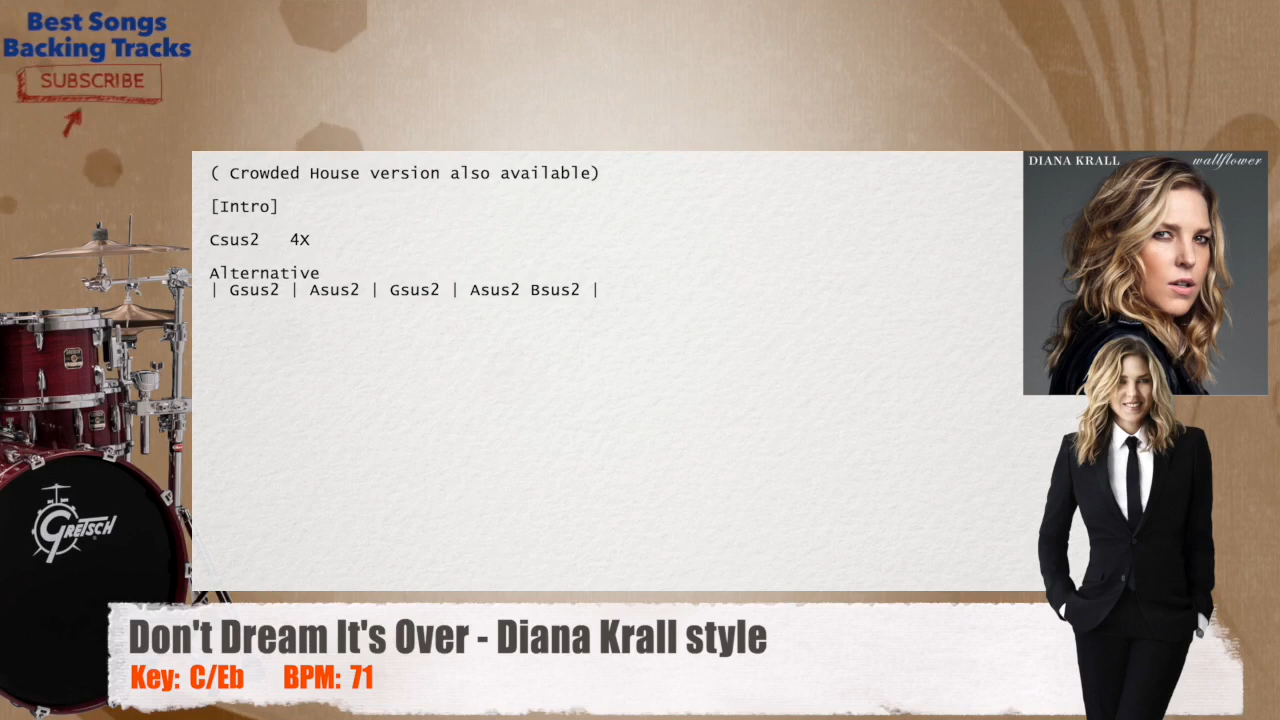 Best Songs
Backing Tracks
SUBSCRIBE
( Crowded House version also available)
[Intro]
Csus2 4X
Alternative
| Gsus2 | Asus2 | Gsus2 | Asus2 Bsus2 |
DIANA KRALL wallflower
GRETSCH
Don't Dream It's Over - Diana Krall style
Key: C/Eb BPM: 71